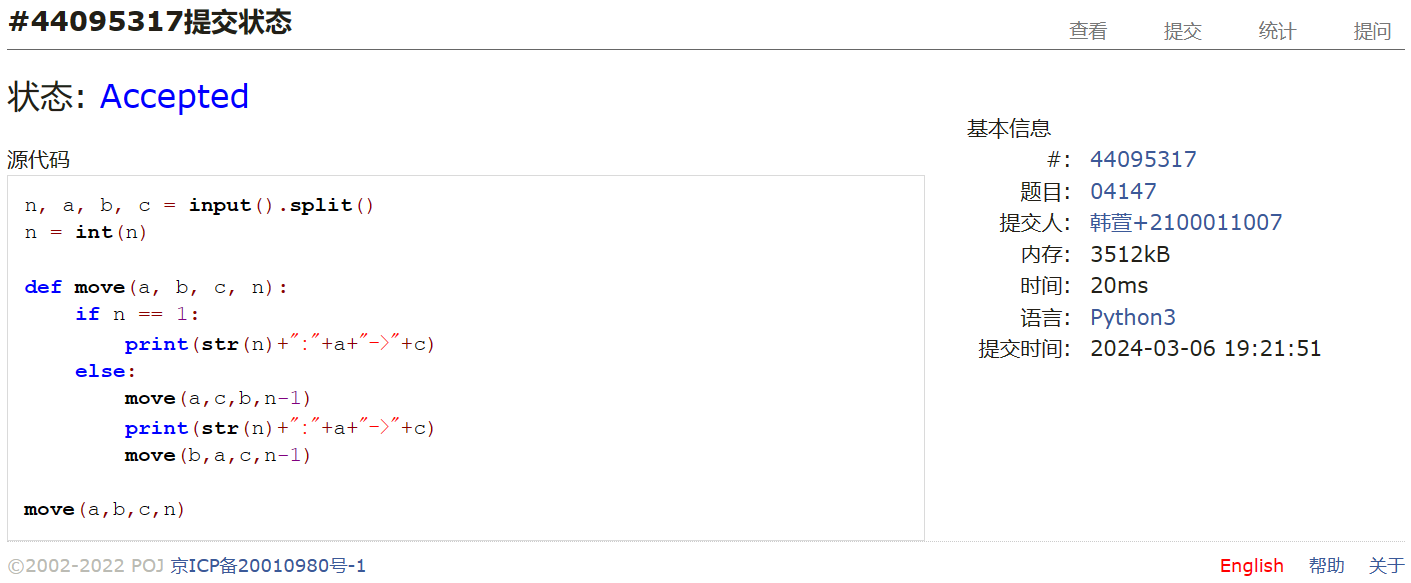 #44095317提交状态
查看 提交 统计 提问
状态: Accepted
源代码
n, a, b, c = input().split()
n = int(n)
def move(a, b, c, n):
    if n == 1:
        print(str(n)+":"+a+"->"+c)
    else:
        move(a,c,b,n-1)
        print(str(n)+":"+a+"->"+c)
        move(b,a,c,n-1)
move(a,b,c,n)
基本信息
#: 44095317
题目: 04147
提交人: 韩萱+2100011007
内存: 3512kB
时间: 20ms
语言: Python3
提交时间: 2024-03-06 19:21:51
©2002-2022 POJ 京ICP备20010980号-1
English 帮助 关于